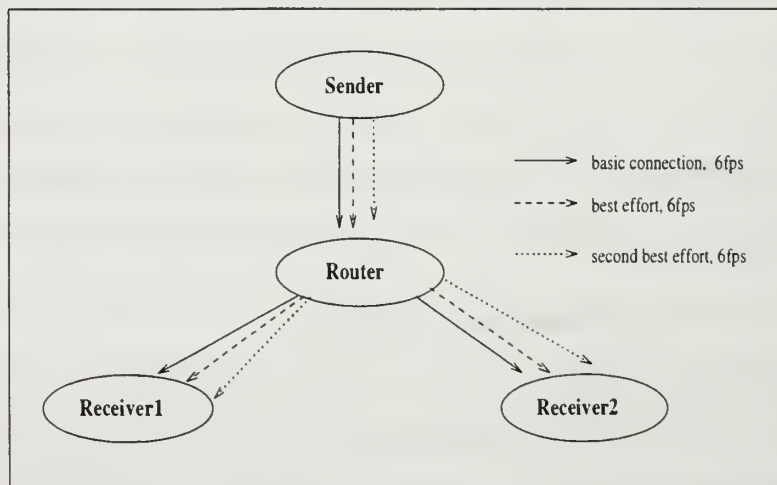 Sender
basic connection, 6fps
best effort, 6fps
second best effort, 6fps
Router
Receiver1
Receiver2